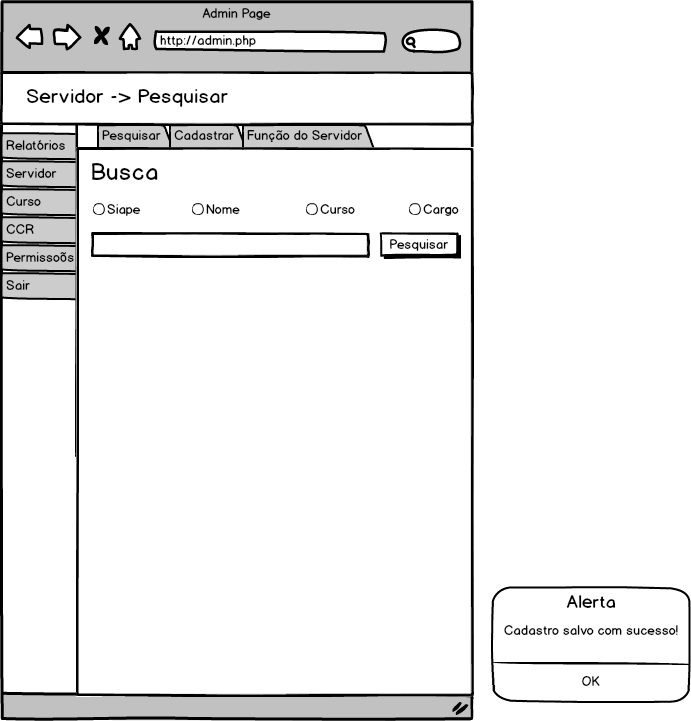 Admin Page
http://admin.php
Servidor -> Pesquisar
Pesquisar Cadastrar Função do Servidor
Relatórios
Servidor
Curso
CCR
Permissoõs
Sair
Busca
Siape Nome Curso Cargo
Pesquisar
Alerta
Cadastro salvo com sucesso!
OK